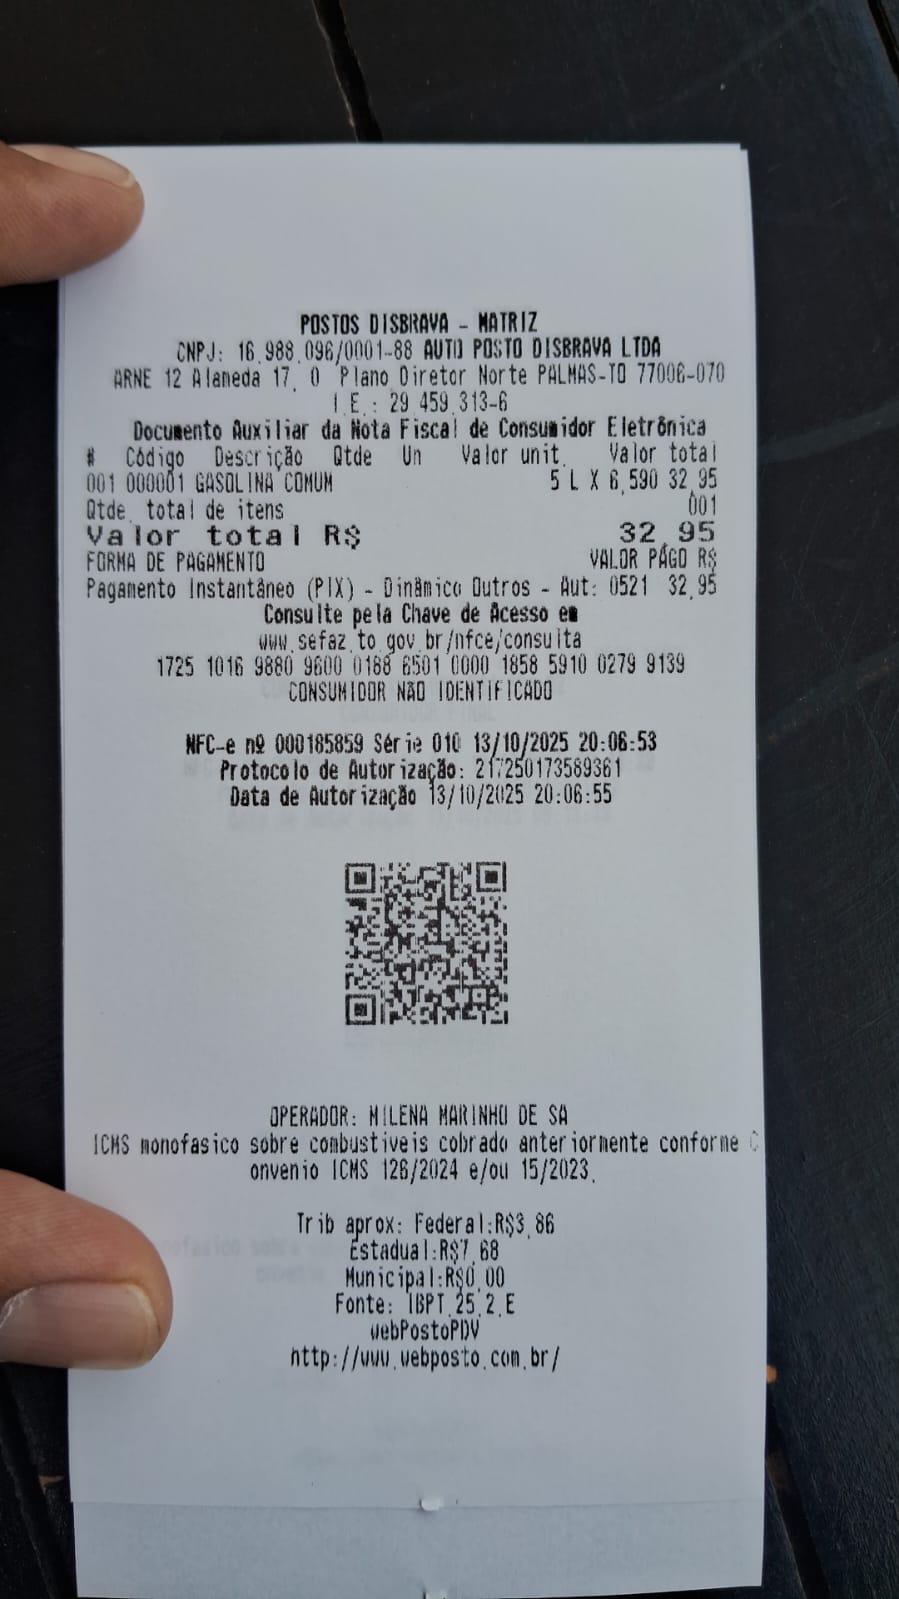 POSTOS DISBRAVA - MATRIZ
CNPJ: 16.988.096/0001-88 AUTO POSTO DISBRAVA LTDA
ARNE 12 Alameda 17, 0 Plano Diretor Norte PALMAS-TO 77006-070
I.E.: 29.459.313-6
Documento Auxiliar da Nota Fiscal de Consumidor Eletrônica
# Código Descrição Qtde Un Valor unit. Valor total
001 000001 GASOLINA COMUM 5 L X 6,590 32,95
Qtde. total de itens 001
Valor total R$ 32,95
FORMA DE PAGAMENTO VALOR PAGO R$
Pagamento Instantâneo (PIX) - Dinâmico Outros - Aut: 0521 32,95
Consulte pela Chave de Acesso em
www.sefaz.to.gov.br/nfce/consulta
1725 1016 9880 9600 0188 6501 0000 1858 5910 0279 9139
CONSUMIDOR NÃO IDENTIFICADO
NFC-e nº 000185859 Série 010 13/10/2025 20:06:53
Protocolo de Autorização: 217250173589361
Data de Autorização 13/10/2025 20:06:55
OPERADOR: MILENA MARINHO DE SA
ICMS monofasico sobre combustiveis cobrado anteriormente conforme C
onvenio ICMS 126/2024 e/ou 15/2023.
Trib aprox: Federal:R$3,86
Estadual:R$7,68
Municipal:R$0,00
Fonte: IBPT 25.2.E
webPostoPDV
http://www.webposto.com.br/